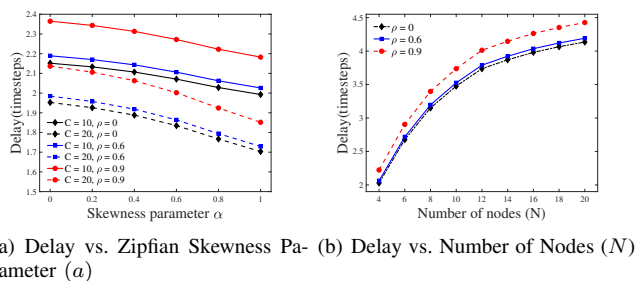 2.4
2.3
2.2
2.1
2
1.9
1.8
1.7
1.6
1.5
Delay(timesteps)
C = 10, ρ = 0
C = 20, ρ = 0
C = 10, ρ = 0.6
C = 20, ρ = 0.6
C = 10, ρ = 0.9
C = 20, ρ = 0.9
0 0.2 0.4 0.6 0.8 1
Skewness parameter α
4.5
4
3.5
3
2.5
2
Delay(timesteps)
ρ = 0
ρ = 0.6
ρ = 0.9
4 6 8 10 12 14 16 18 20
Number of nodes (N)
a) Delay vs. Zipfian Skewness Pa-
ameter (a)
(b) Delay vs. Number of Nodes (N)